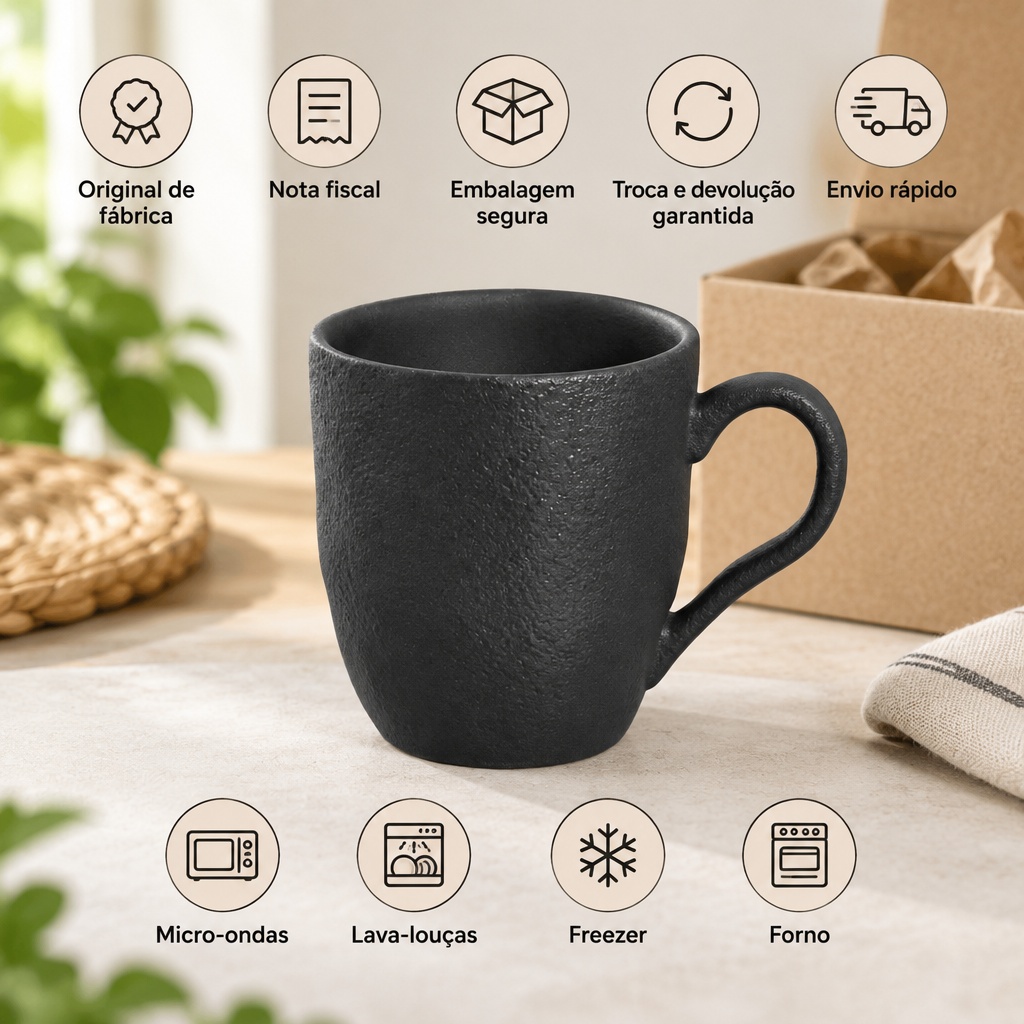 Original de
fábrica
Nota fiscal
Embalagem
segura
Troca e devolução
garantida
Envio rápido
Micro-ondas
Lava-louças
Freezer
Forno